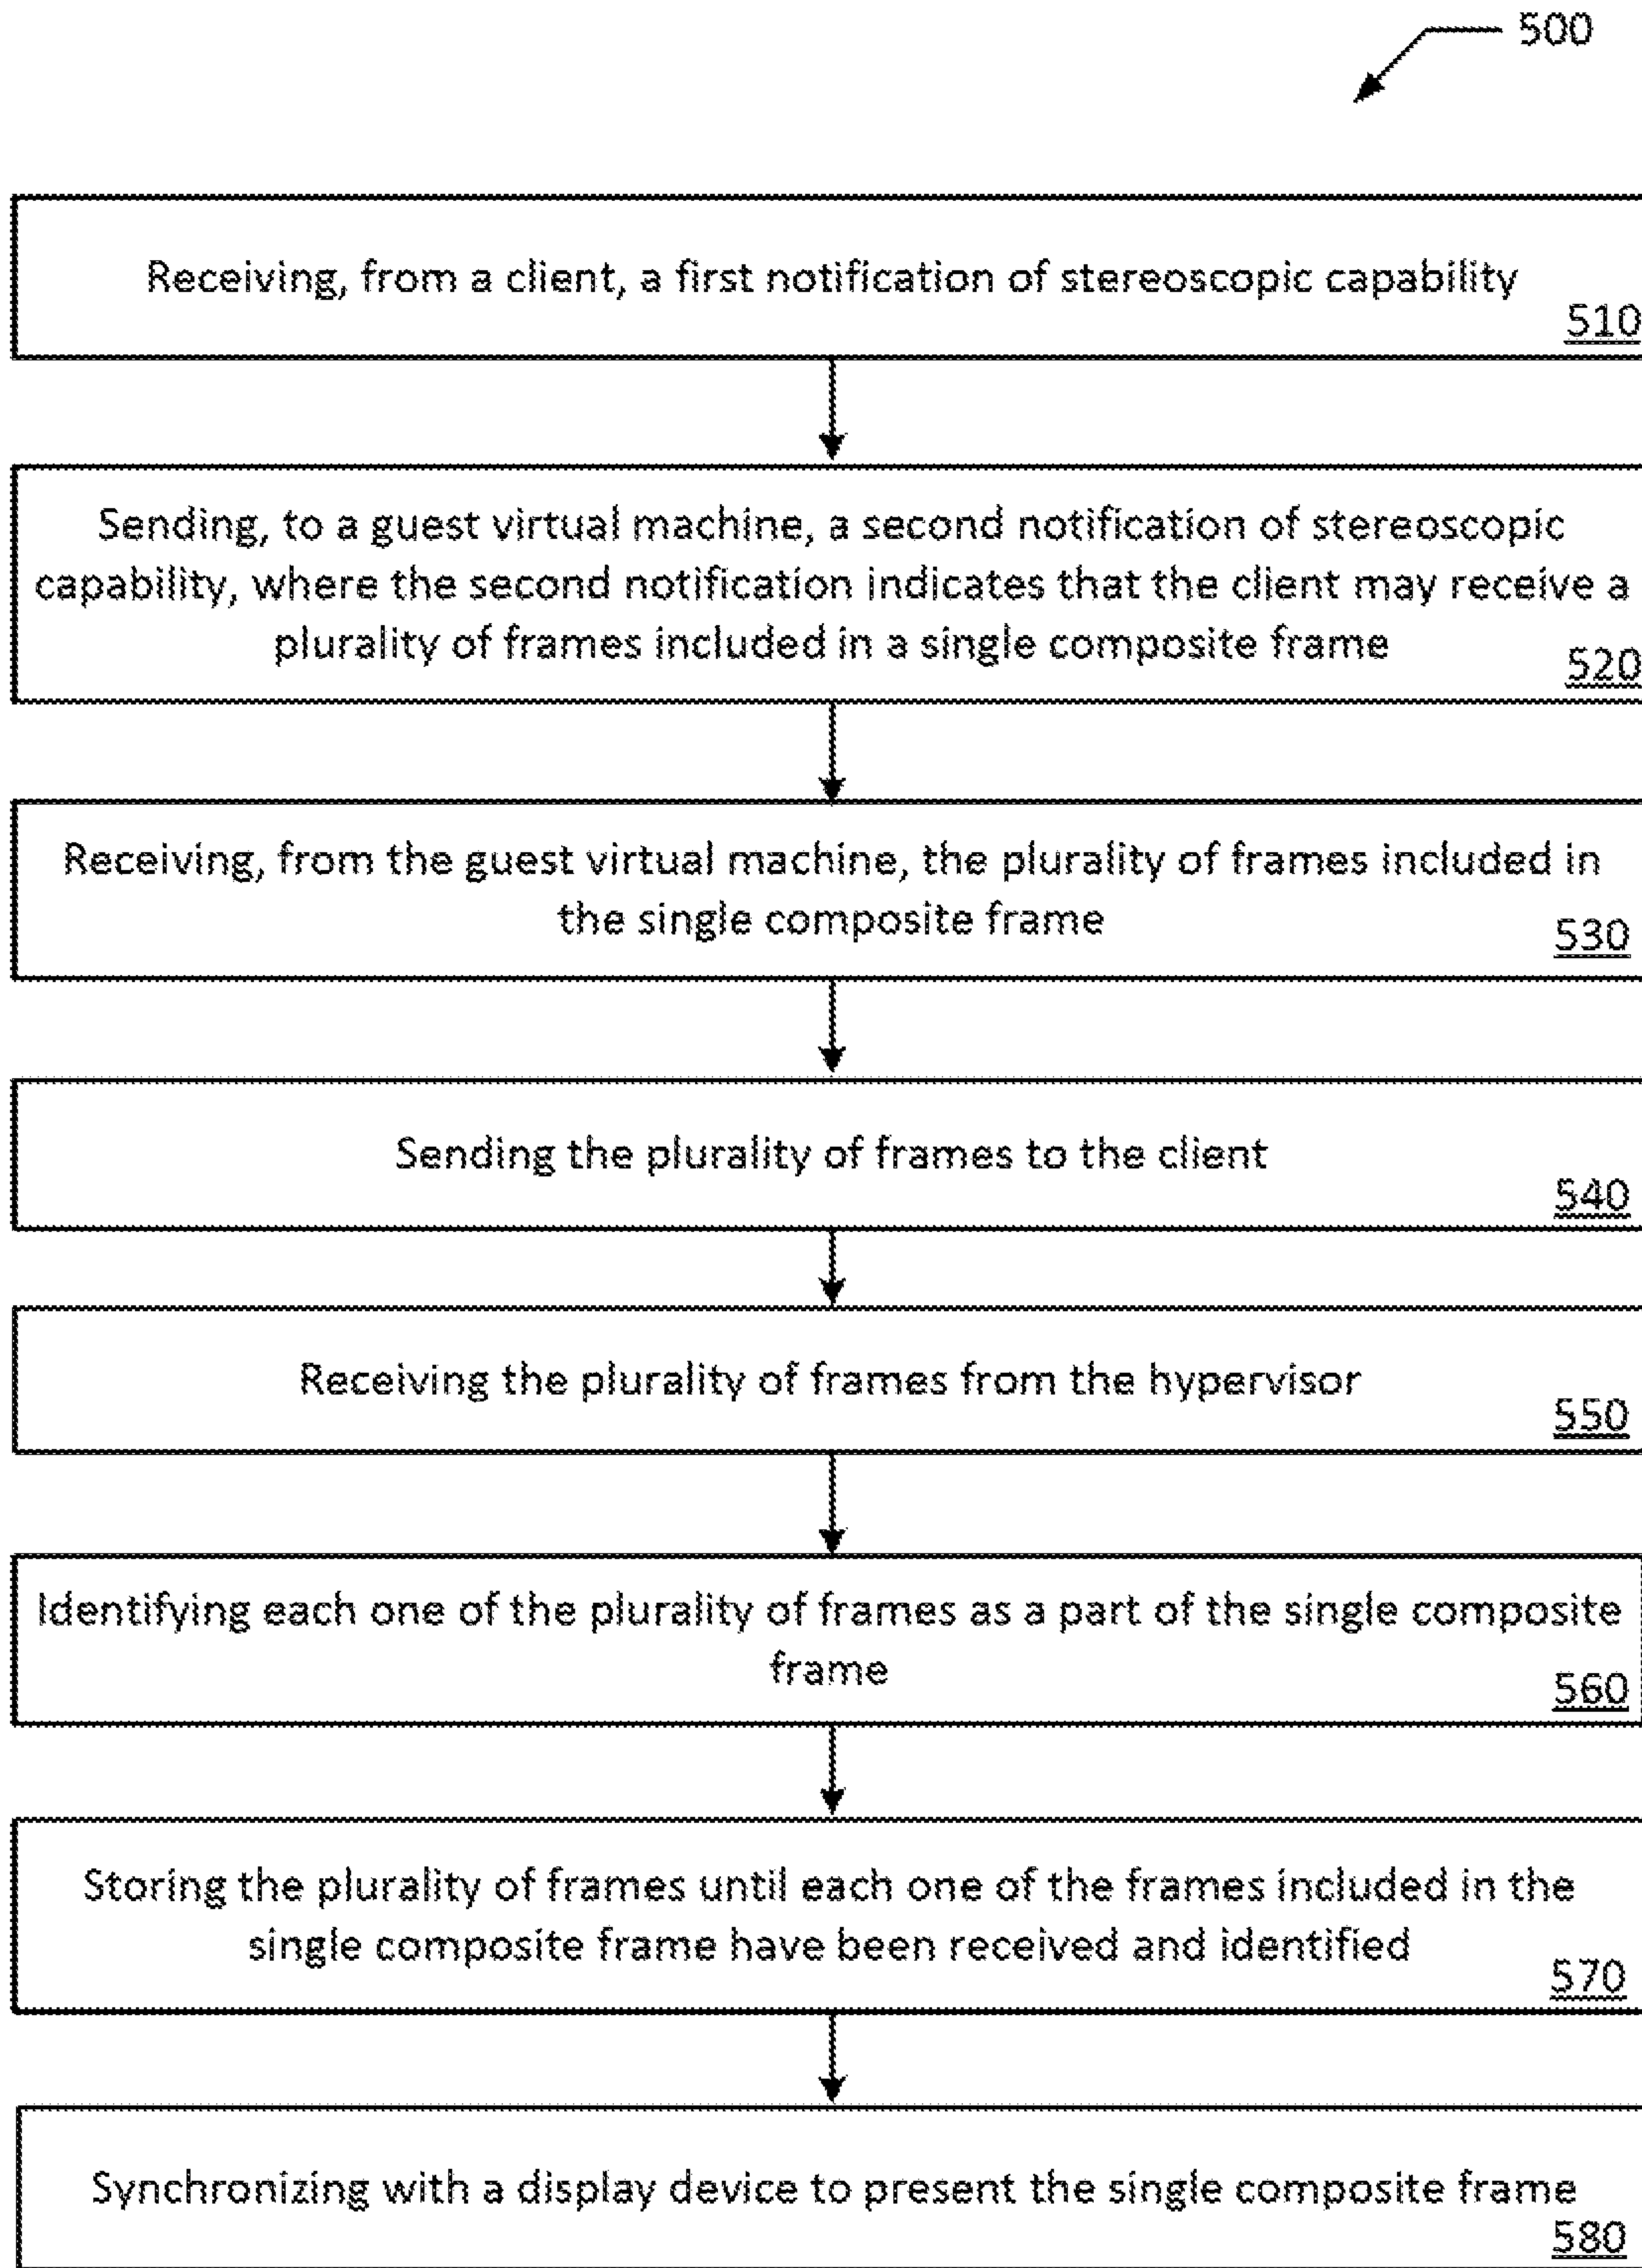 500
Receiving, from a client, a first notification of stereoscopic capability
510
Sending, to a guest virtual machine, a second notification of stereoscopic
capability, where the second notification indicates that the client may receive a
plurality of frames included in a single composite frame
520
Receiving, from the guest virtual machine, the plurality of frames included in
the single composite frame
530
Sending the plurality of frames to the client
540
Receiving the plurality of frames from the hypervisor
550
Identifying each one of the plurality of frames as a part of the single composite
frame
560
Storing the plurality of frames until each one of the frames included in the
single composite frame have been received and identified
570
Synchronizing with a display device to present the single composite frame
580